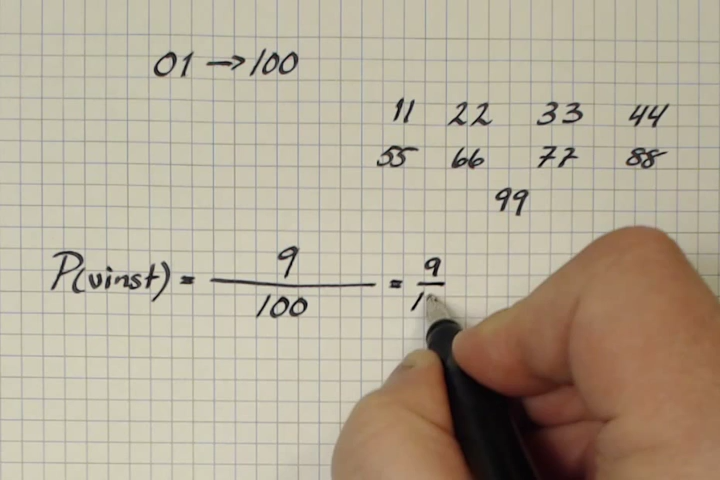 01 → 100
11 22 33 44
55 66 77 88
99
P(vinst) = 9/100 = 9/1